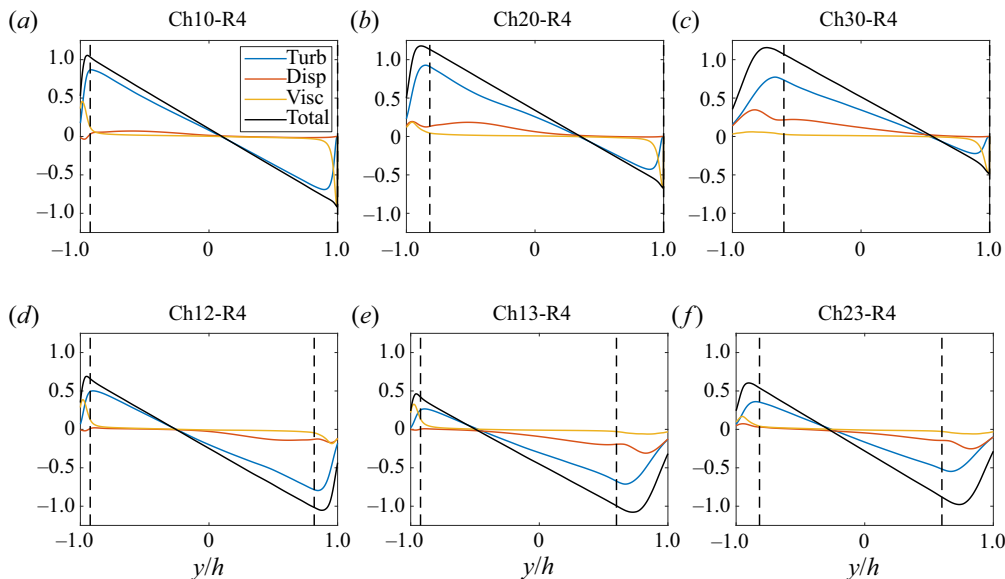 (a) Ch10-R4
1.0
0.5
0
−0.5
−1.0
−1.0 0 1.0
Turb
Disp
Visc
Total
(b) Ch20-R4
1.0
0.5
0
−0.5
−1.0
−1.0 0 1.0
(c) Ch30-R4
1.0
0.5
0
−0.5
−1.0
−1.0 0 1.0
(d) Ch12-R4
1.0
0.5
0
−0.5
−1.0
−1.0 0 1.0
y/h
(e) Ch13-R4
1.0
0.5
0
−0.5
−1.0
−1.0 0 1.0
y/h
(f) Ch23-R4
1.0
0.5
0
−0.5
−1.0
−1.0 0 1.0
y/h